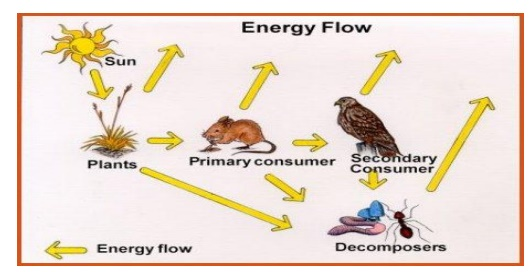 Energy Flow
Sun
Plants
Primary consumer
Secondary
Consumer
Decomposers
Energy flow